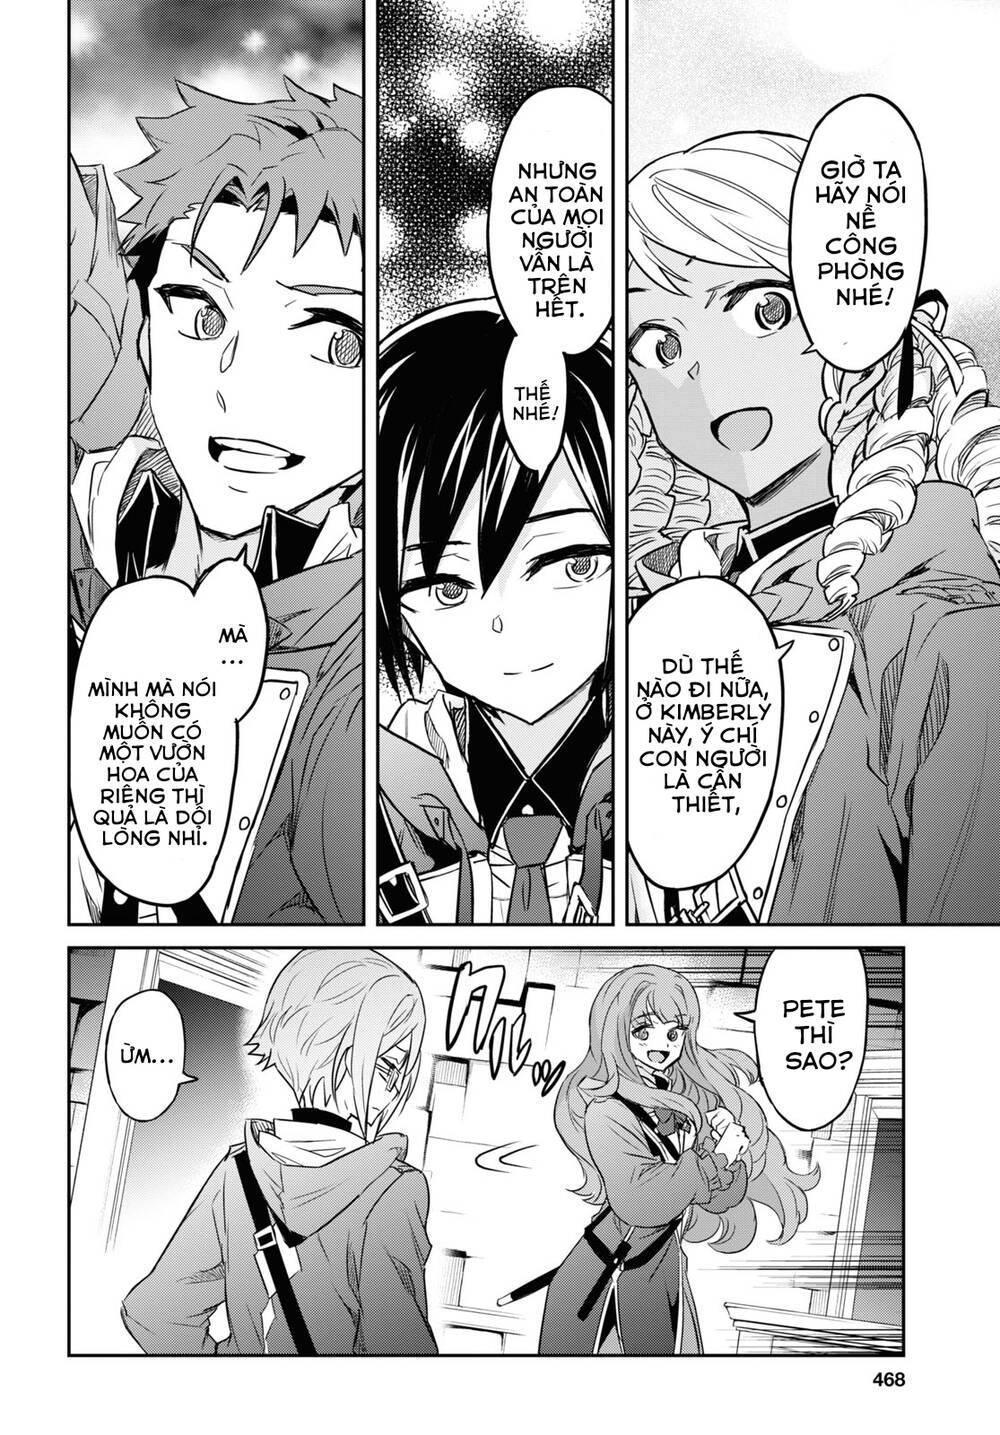 GIỜ TA
HÃY NÓI
NỀ
CÔNG
PHÒNG
NHÉ!
DÙ THẾ
NÀO ĐI NỮA,
Ở KIMBERLY
NÀY, Ý CHÍ
CON NGƯỜI
LÀ CẦN
THIẾT,
NHƯNG
AN TOÀN
CỦA MỌI
NGƯỜI
VẪN LÀ
TRÊN
HẾT.
THẾ
NHÉ!
MÀ
...
MÌNH MÀ NÓI
KHÔNG
MUỐN CÓ
MỘT VƯỜN
HOA CỦA
RIÊNG THÌ
QUẢ LÀ DỐI
LÒNG NHỈ.
PETE
THÌ
SAO?
ỪM...
468